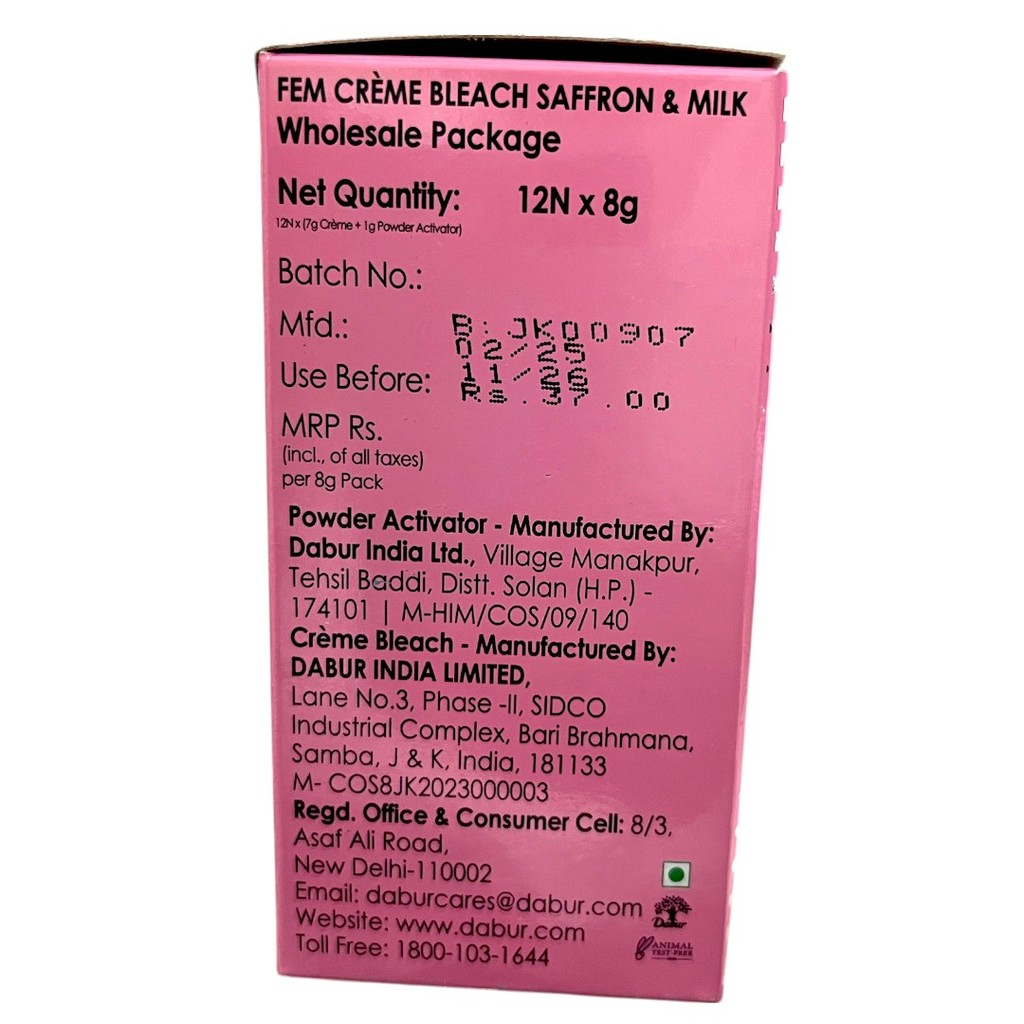 FEM CRÈME BLEACH SAFFRON & MILK
Wholesale Package
Net Quantity: 12N x 8g
12N x (7g Crème + 1g Powder Activator)
Batch No.:
Mfd.:
Use Before:
B. JK00907
02/25
11/26
Rs.37.00
MRP Rs.
(incl., of all taxes)
per 8g Pack
Powder Activator - Manufactured By:
Dabur India Ltd., Village Manakpur,
Tehsil Baddi, Distt. Solan (H.P.) -
174101 | M-HIM/COS/09/140
Crème Bleach - Manufactured By:
DABUR INDIA LIMITED,
Lane No.3, Phase -II, SIDCO
Industrial Complex, Bari Brahmana,
Samba, J & K, India, 181133
M- COS8JK2023000003
Regd. Office & Consumer Cell: 8/3,
Asaf Ali Road,
New Delhi-110002
Email: daburcares@dabur.com
Website: www.dabur.com
Toll Free: 1800-103-1644
Dabur
ANIMAL
TEST-FREE